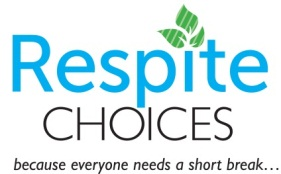 Respite
CHOICES
because everyone needs a short break...